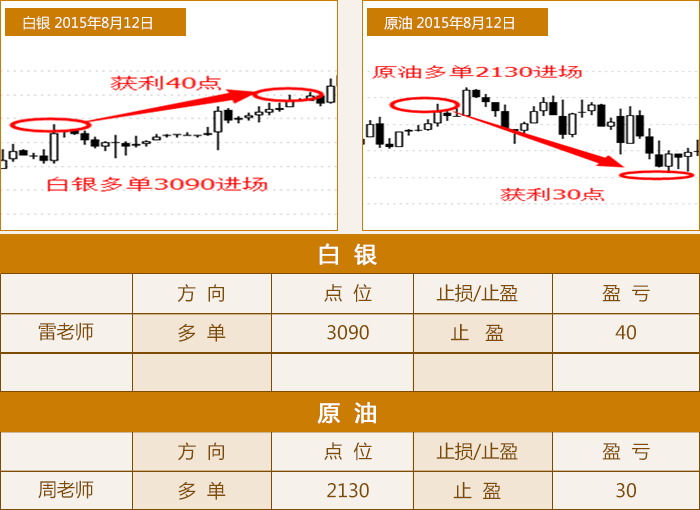 白银 2015年8月12日
获利40点
白银多单3090进场
原油 2015年8月12日
原油多单2130进场
获利30点
白 银
方 向 点 位 止损/止盈 盈 亏
雷老师 多 单 3090 止 盈 40
原 油
方 向 点 位 止损/止盈 盈 亏
周老师 多 单 2130 止 盈 30